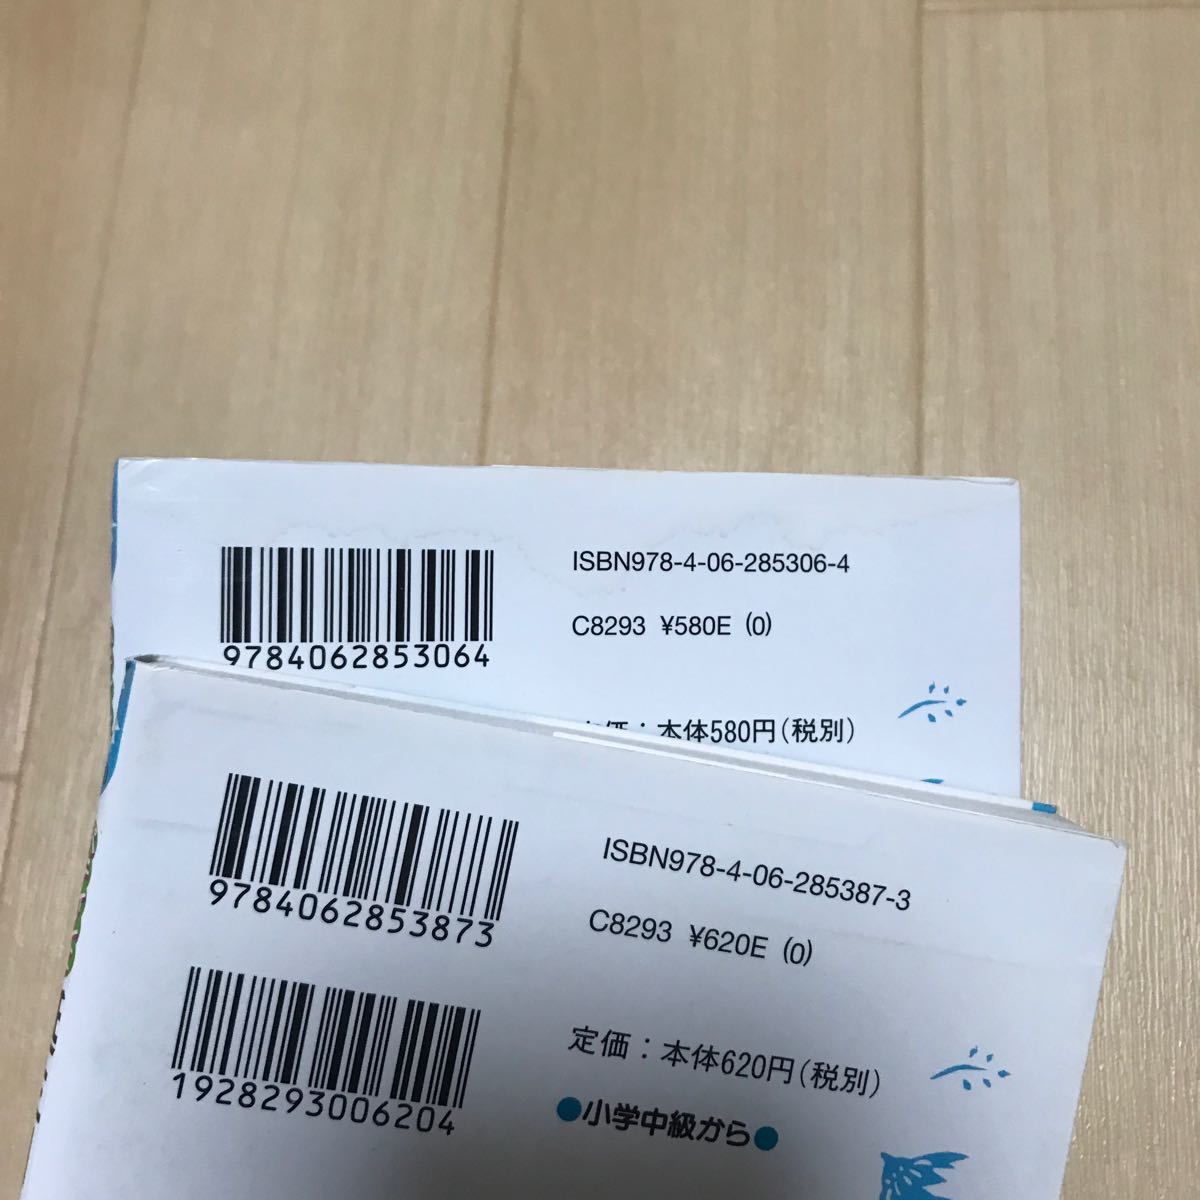 ISBN978-4-06-285306-4
C8293 ¥580E (0)
9784062853064
定価：本体580円(税別)
ISBN978-4-06-285387-3
9784062853873
C8293 ¥620E (0)
定価：本体620円(税別)
1928293006204
●小学中級から●